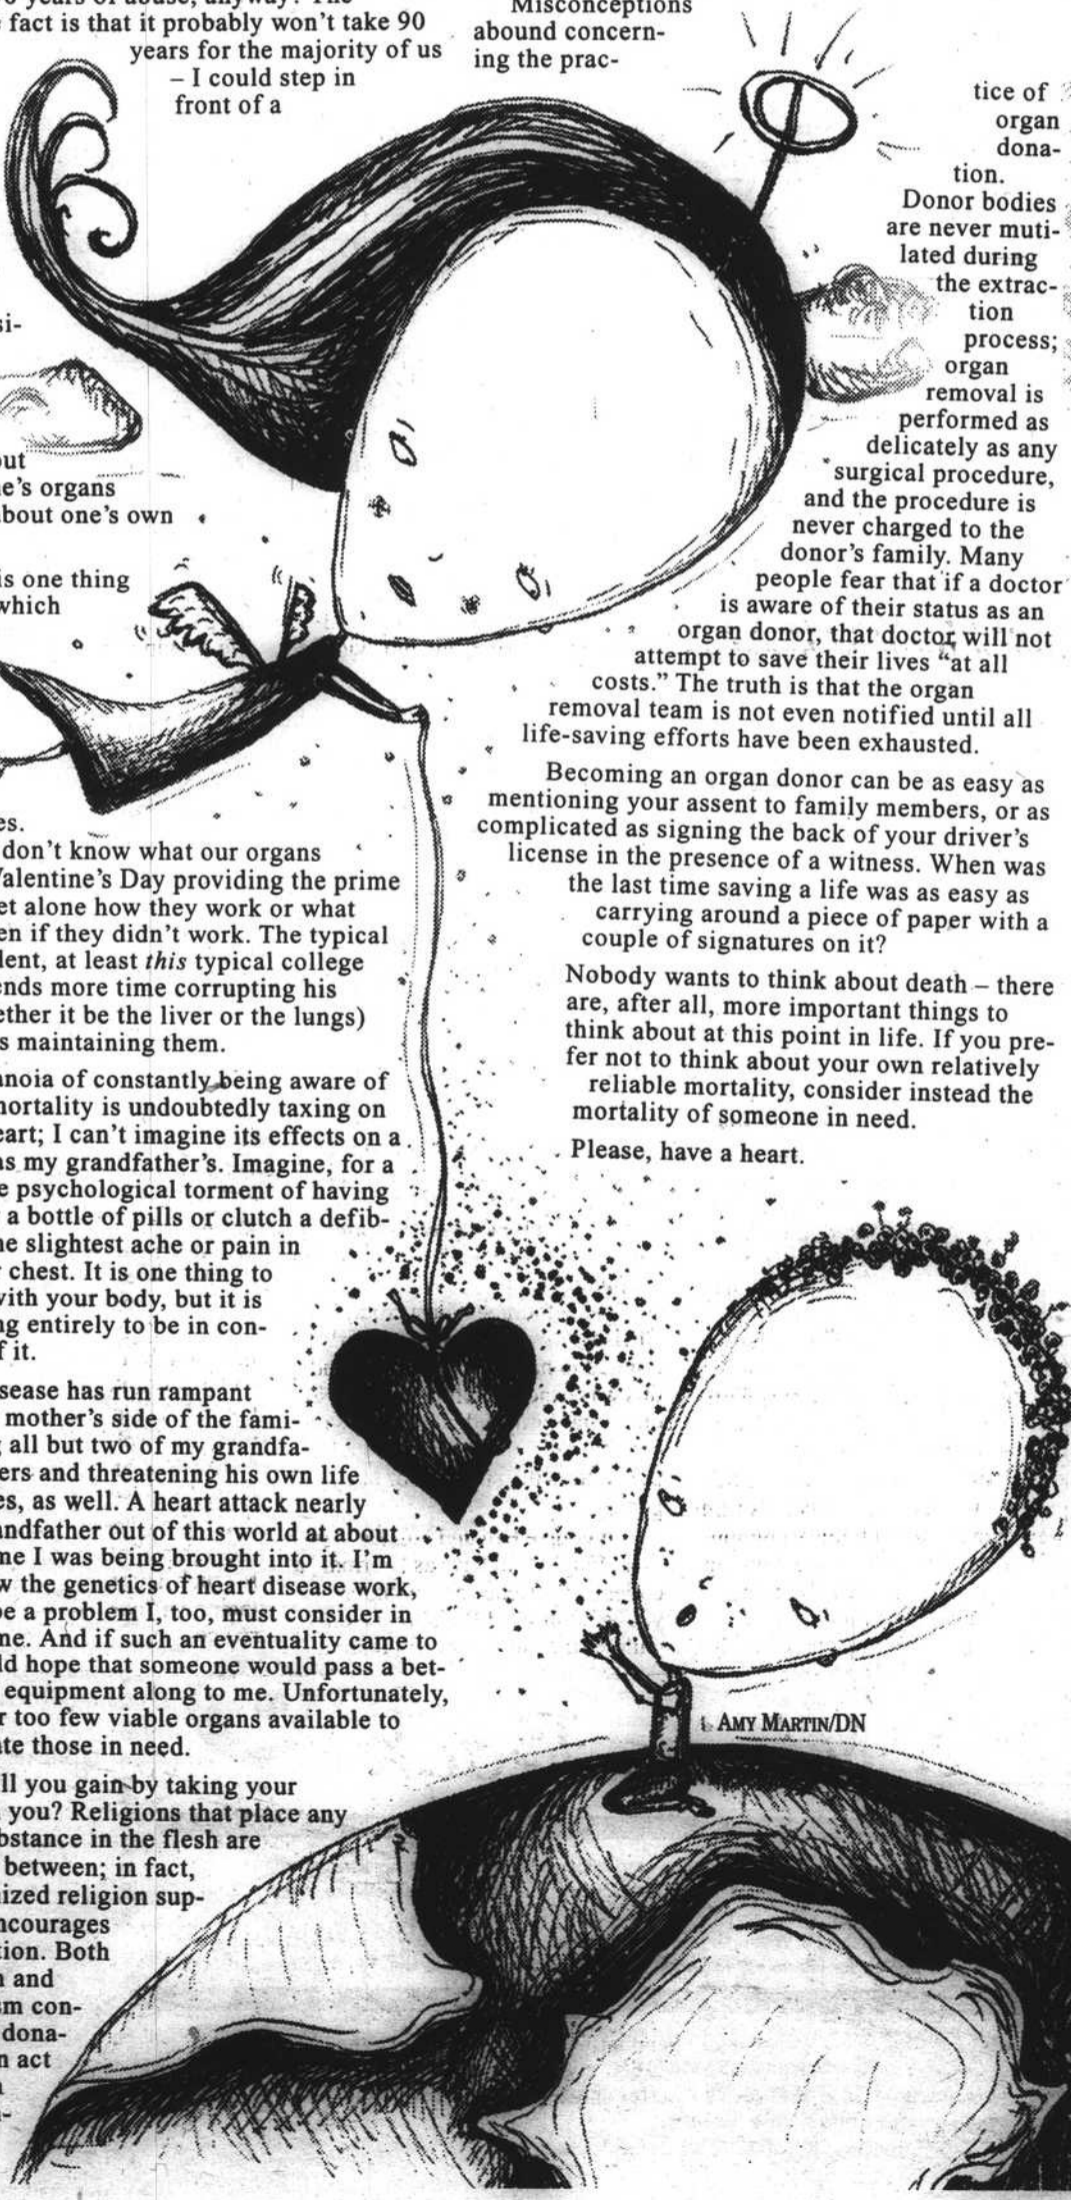 years of abuse, anyway? The
fact is that it probably won't take 90
years for the majority of us
– I could step in
front of a
si-
out
e's organs
bout one's own
is one thing
which
es.
don't know what our organs
alentine's Day providing the prime
et alone how they work or what
en if they didn't work. The typical
dent, at least this typical college
ends more time corrupting his
ether it be the liver or the lungs)
s maintaining them.
anoia of constantly being aware of
mortality is undoubtedly taxing on
eart; I can't imagine its effects on a
as my grandfather's. Imagine, for a
e psychological torment of having
a bottle of pills or clutch a defib-
he slightest ache or pain in
chest. It is one thing to
with your body, but it is
ng entirely to be in con-
f it.
sease has run rampant
mother's side of the fami-
all but two of my grandfa-
ers and threatening his own life
es, as well. A heart attack nearly
andfather out of this world at about
me I was being brought into it. I'm
w the genetics of heart disease work,
be a problem I, too, must consider in
me. And if such an eventuality came to
ld hope that someone would pass a bet-
equipment along to me. Unfortunately,
r too few viable organs available to
ate those in need.
ll you gain by taking your
you? Religions that place any
bstance in the flesh are
between; in fact,
ized religion sup-
ncourages
tion. Both
n and
sm con-
dona-
n act
Misconceptions
abound concern-
ing the prac-
tice of
organ
dona-
tion.
Donor bodies
are never muti-
lated during
the extrac-
tion
process;
organ
removal is
performed as
delicately as any
surgical procedure,
and the procedure is
never charged to the
donor's family. Many
people fear that if a doctor
is aware of their status as an
organ donor, that doctor will not
attempt to save their lives "at all
costs." The truth is that the organ
removal team is not even notified until all
life-saving efforts have been exhausted.
Becoming an organ donor can be as easy as
mentioning your assent to family members, or as
complicated as signing the back of your driver's
license in the presence of a witness. When was
the last time saving a life was as easy as
carrying around a piece of paper with a
couple of signatures on it?
Nobody wants to think about death – there
are, after all, more important things to
think about at this point in life. If you pre-
fer not to think about your own relatively
reliable mortality, consider instead the
mortality of someone in need.
Please, have a heart.
AMY MARTIN/DN